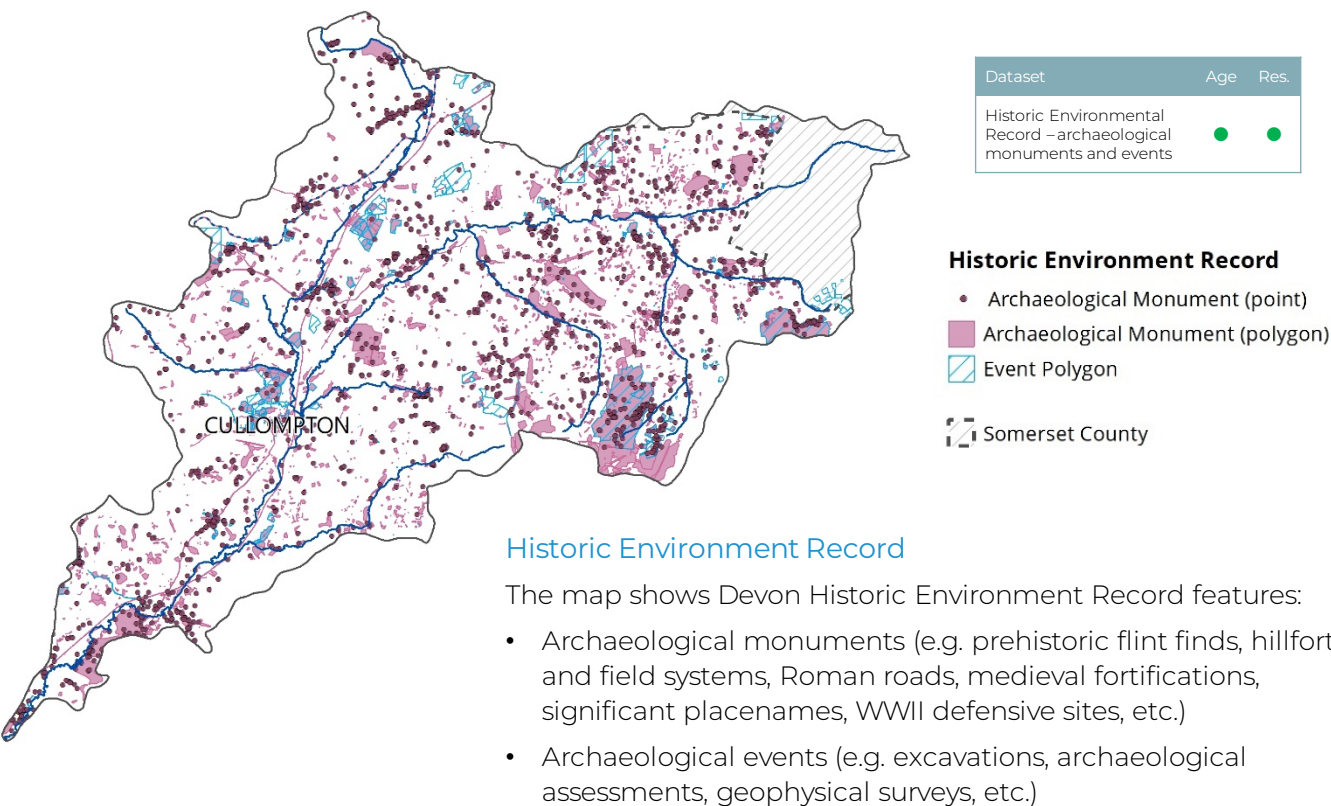 Dataset Age Res.
Historic Environmental
Record – archaeological
monuments and events
Historic Environment Record
Archaeological Monument (point)
Archaeological Monument (polygon)
Event Polygon
Somerset County
CULLOMPTON
Historic Environment Record
The map shows Devon Historic Environment Record features:
• Archaeological monuments (e.g. prehistoric flint finds, hillfort
and field systems, Roman roads, medieval fortifications,
significant placenames, WWII defensive sites, etc.)
• Archaeological events (e.g. excavations, archaeological
assessments, geophysical surveys, etc.)